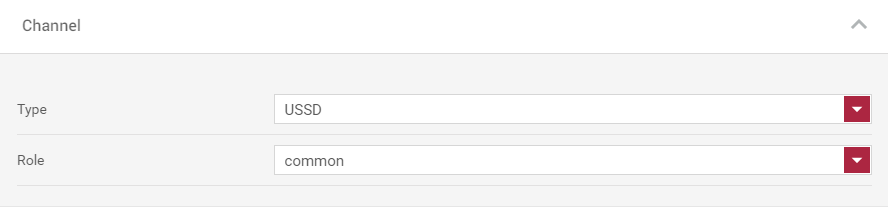 Channel
Type
USSD
Role
common